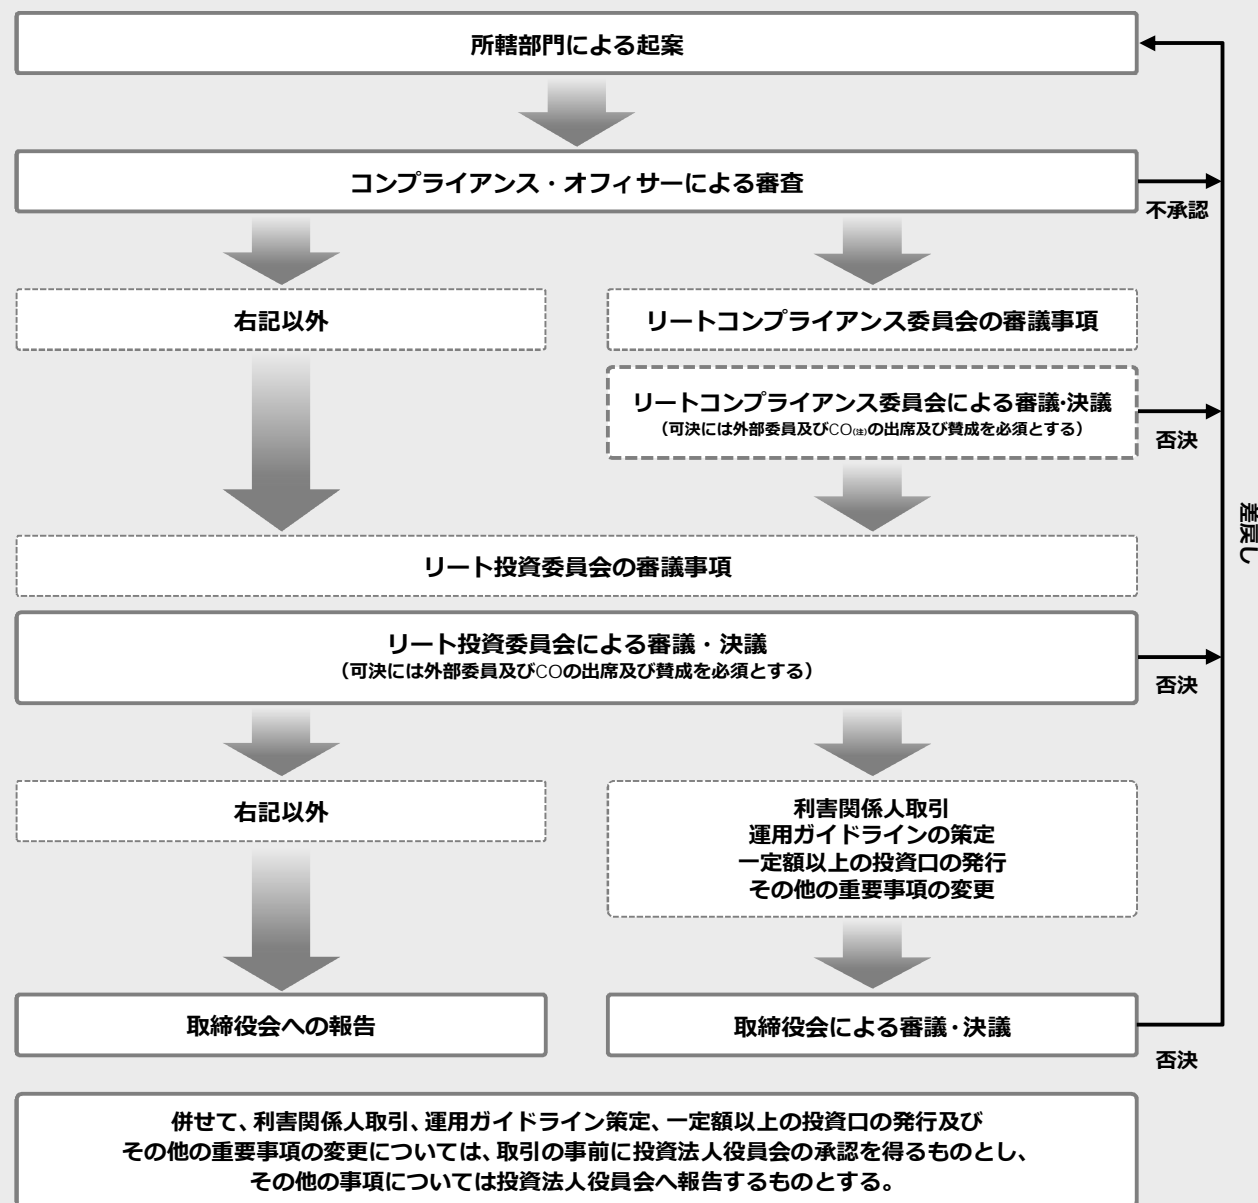 所轄部門による起案
コンプライアンス・オフィサーによる審査
不承認
右記以外
リートコンプライアンス委員会の審議事項
リートコンプライアンス委員会による審議・決議
（可決には外部委員及びCO(注)の出席及び賛成を必須とする）
否決
差戻し
リート投資委員会の審議事項
リート投資委員会による審議・決議
（可決には外部委員及びCOの出席及び賛成を必須とする）
否決
右記以外
利害関係人取引
運用ガイドラインの策定
一定額以上の投資口の発行
その他の重要事項の変更
取締役会への報告
取締役会による審議・決議
否決
併せて、利害関係人取引、運用ガイドライン策定、一定額以上の投資口の発行及び
その他の重要事項の変更については、取引の事前に投資法人役員会の承認を得るものとし、
その他の事項については投資法人役員会へ報告するものとする。